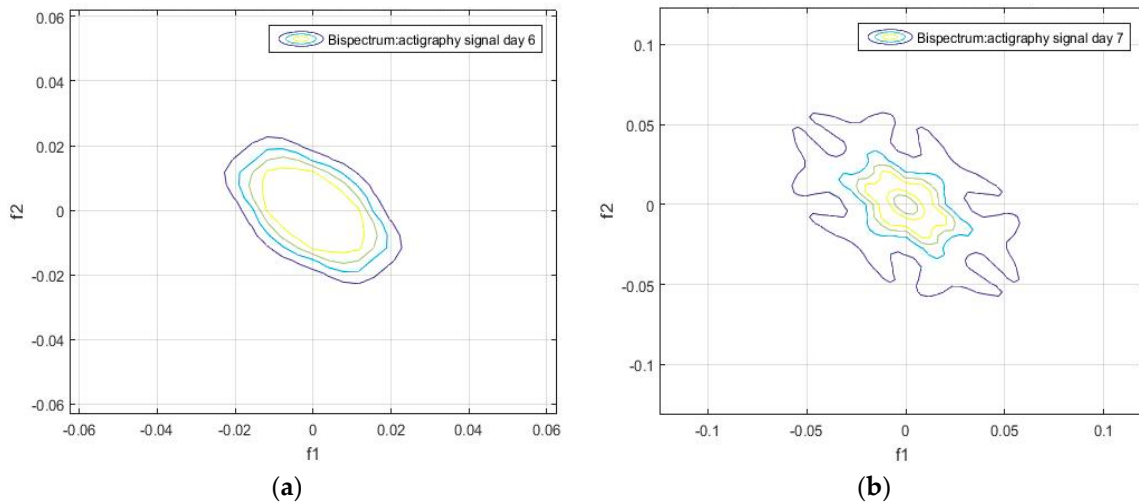 Bispectrum:actigraphy signal day 6
0.06
0.04
0.02
0
-0.02
-0.04
-0.06
f2
-0.06 -0.04 -0.02 0 0.02 0.04 0.06
f1
(a)
Bispectrum:actigraphy signal day 7
0.1
0.05
0
-0.05
-0.1
f2
-0.1 -0.05 0 0.05 0.1
f1
(b)